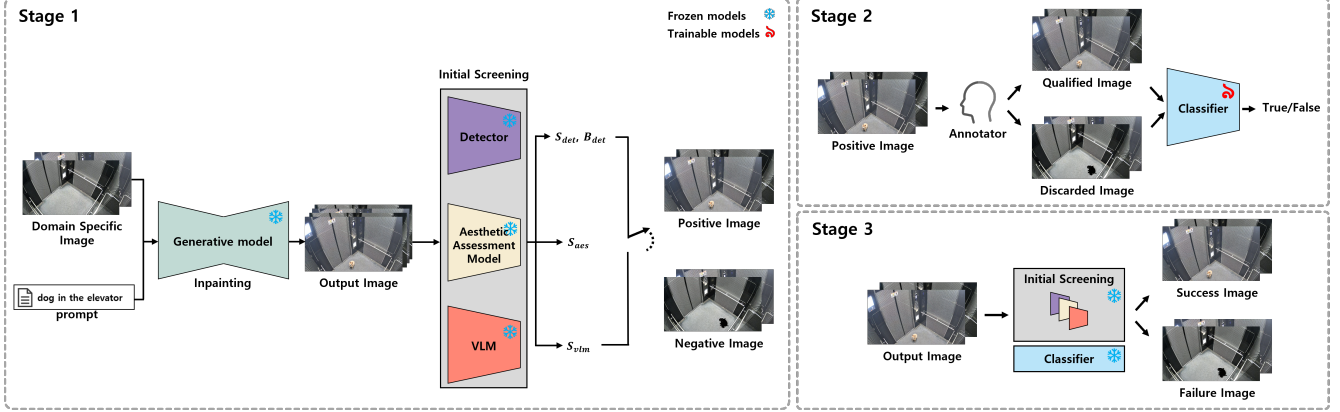 Stage 1
Frozen models
Trainable models
Initial Screening
Detector
Aesthetic
Assessment
Model
VLM
Domain Specific
Image
dog in the elevator
prompt
Generative model
Inpainting
Output Image
S_det, B_det
S_aes
S_vlm
Positive Image
Negative Image
Stage 2
Positive Image
Annotator
Qualified Image
Discarded Image
Classifier
True/False
Stage 3
Output Image
Initial Screening
Classifier
Success Image
Failure Image